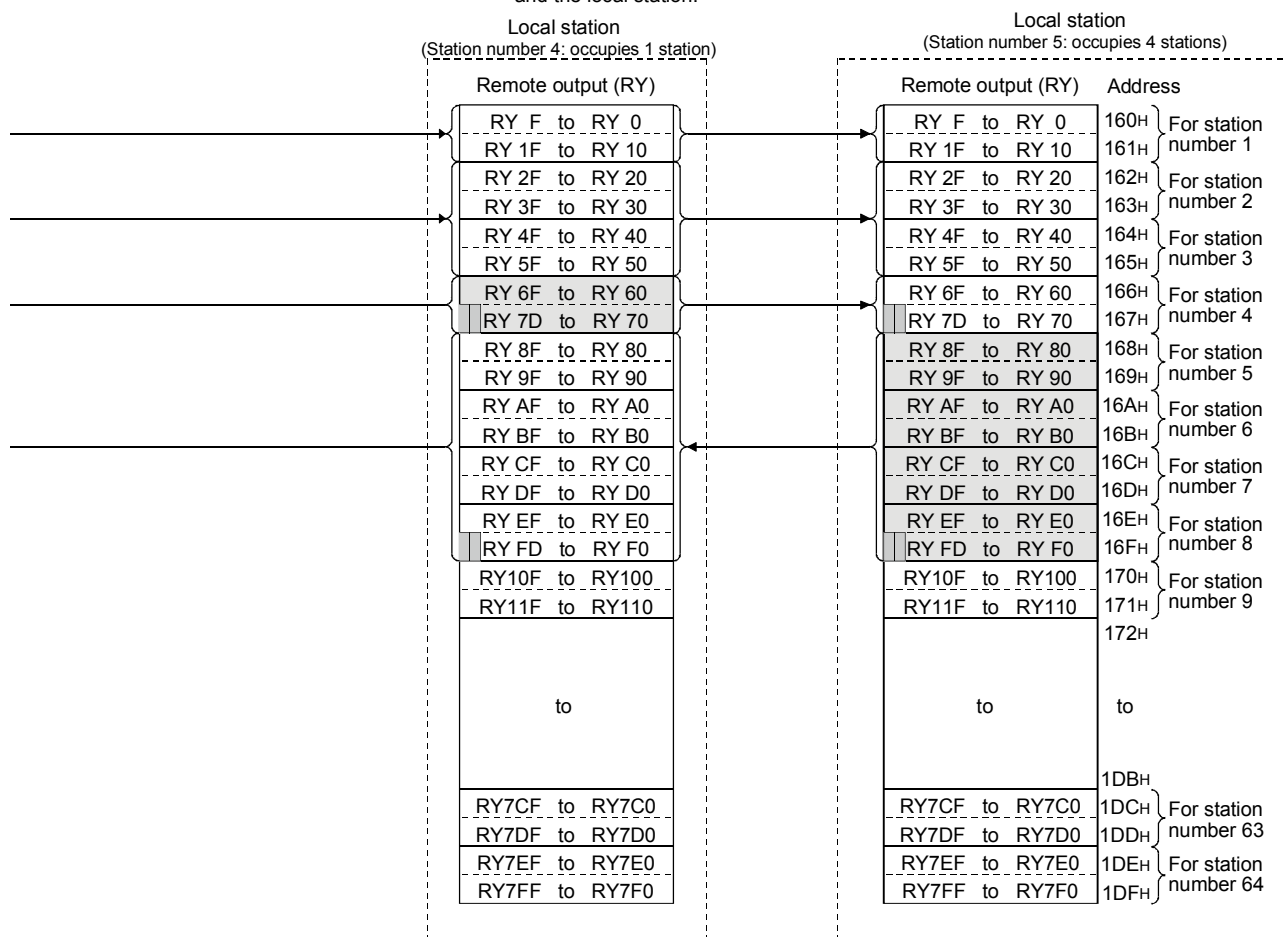 and the local station.
Local station
(Station number 4: occupies 1 station)
Local station
(Station number 5: occupies 4 stations)
Remote output (RY)
Remote output (RY) Address
RY F to RY 0 RY F to RY 0 160H For station
RY 1F to RY 10 RY 1F to RY 10 161H number 1
RY 2F to RY 20 RY 2F to RY 20 162H For station
RY 3F to RY 30 RY 3F to RY 30 163H number 2
RY 4F to RY 40 RY 4F to RY 40 164H For station
RY 5F to RY 50 RY 5F to RY 50 165H number 3
RY 6F to RY 60 RY 6F to RY 60 166H For station
RY 7D to RY 70 RY 7D to RY 70 167H number 4
RY 8F to RY 80 RY 8F to RY 80 168H For station
RY 9F to RY 90 RY 9F to RY 90 169H number 5
RY AF to RY A0 RY AF to RY A0 16AH For station
RY BF to RY B0 RY BF to RY B0 16BH number 6
RY CF to RY C0 RY CF to RY C0 16CH For station
RY DF to RY D0 RY DF to RY D0 16DH number 7
RY EF to RY E0 RY EF to RY E0 16EH For station
RY FD to RY F0 RY FD to RY F0 16FH number 8
RY10F to RY100 RY10F to RY100 170H For station
RY11F to RY110 RY11F to RY110 171H number 9
172H
to to to
1DBH
RY7CF to RY7C0 RY7CF to RY7C0 1DCH For station
RY7DF to RY7D0 RY7DF to RY7D0 1DDH number 63
RY7EF to RY7E0 RY7EF to RY7E0 1DEH For station
RY7FF to RY7F0 RY7FF to RY7F0 1DFH number 64